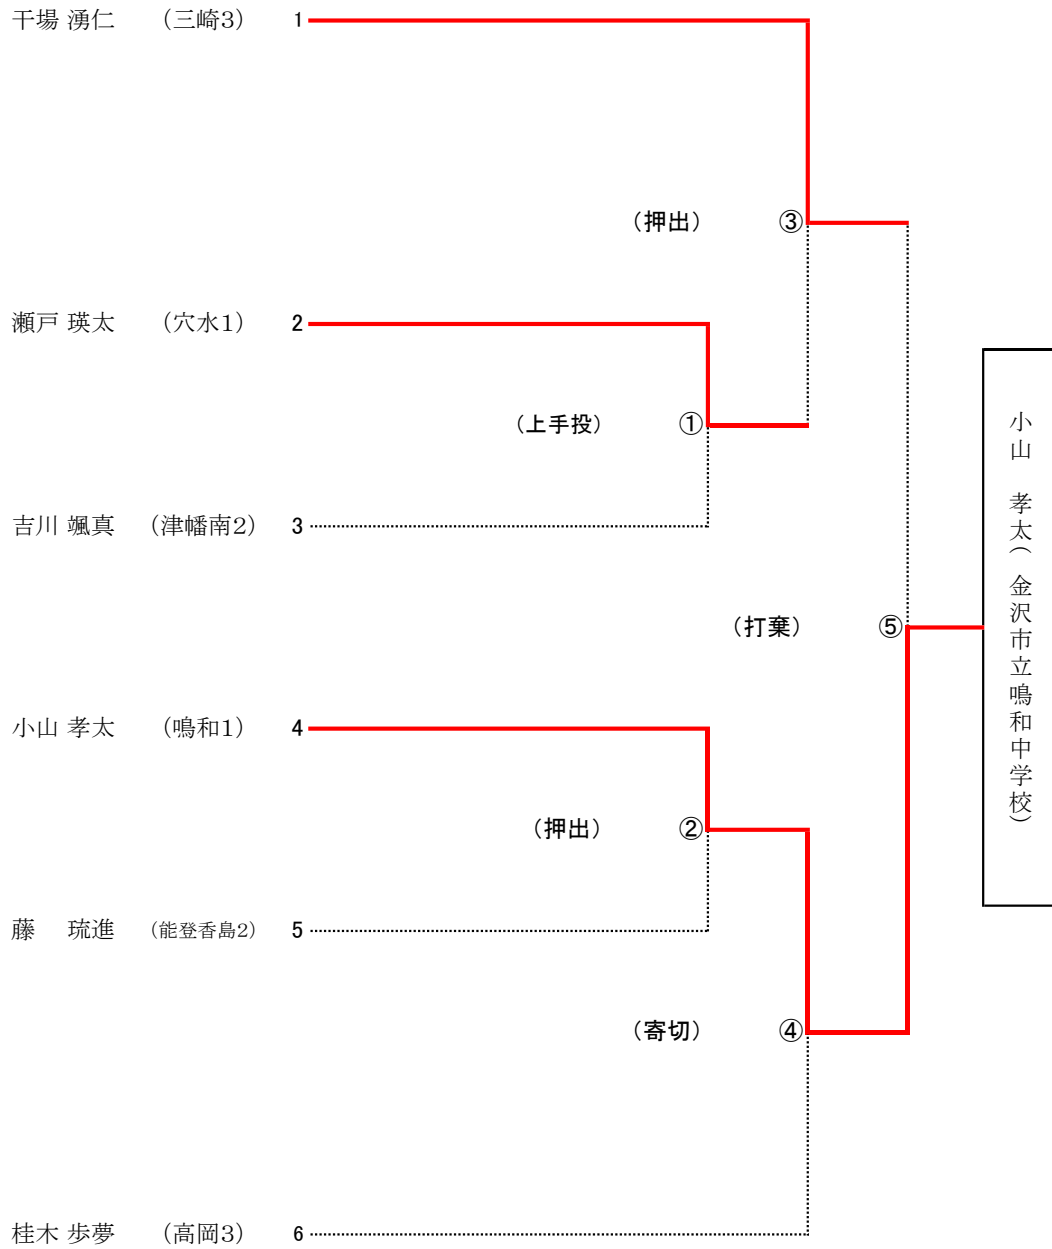 干場 湧仁 （三崎3） 1
（押出） ③
瀬戸 瑛太 （穴水1） 2
（上手投） ①
吉川 颯真 （津幡南2） 3
（打棄） ⑤
小山 孝太 （鳴和1） 4
（押出） ②
藤 琉進 （能登香島2） 5
（寄切） ④
桂木 歩夢 （高岡3） 6
小山 孝太（金沢市立鳴和中学校）